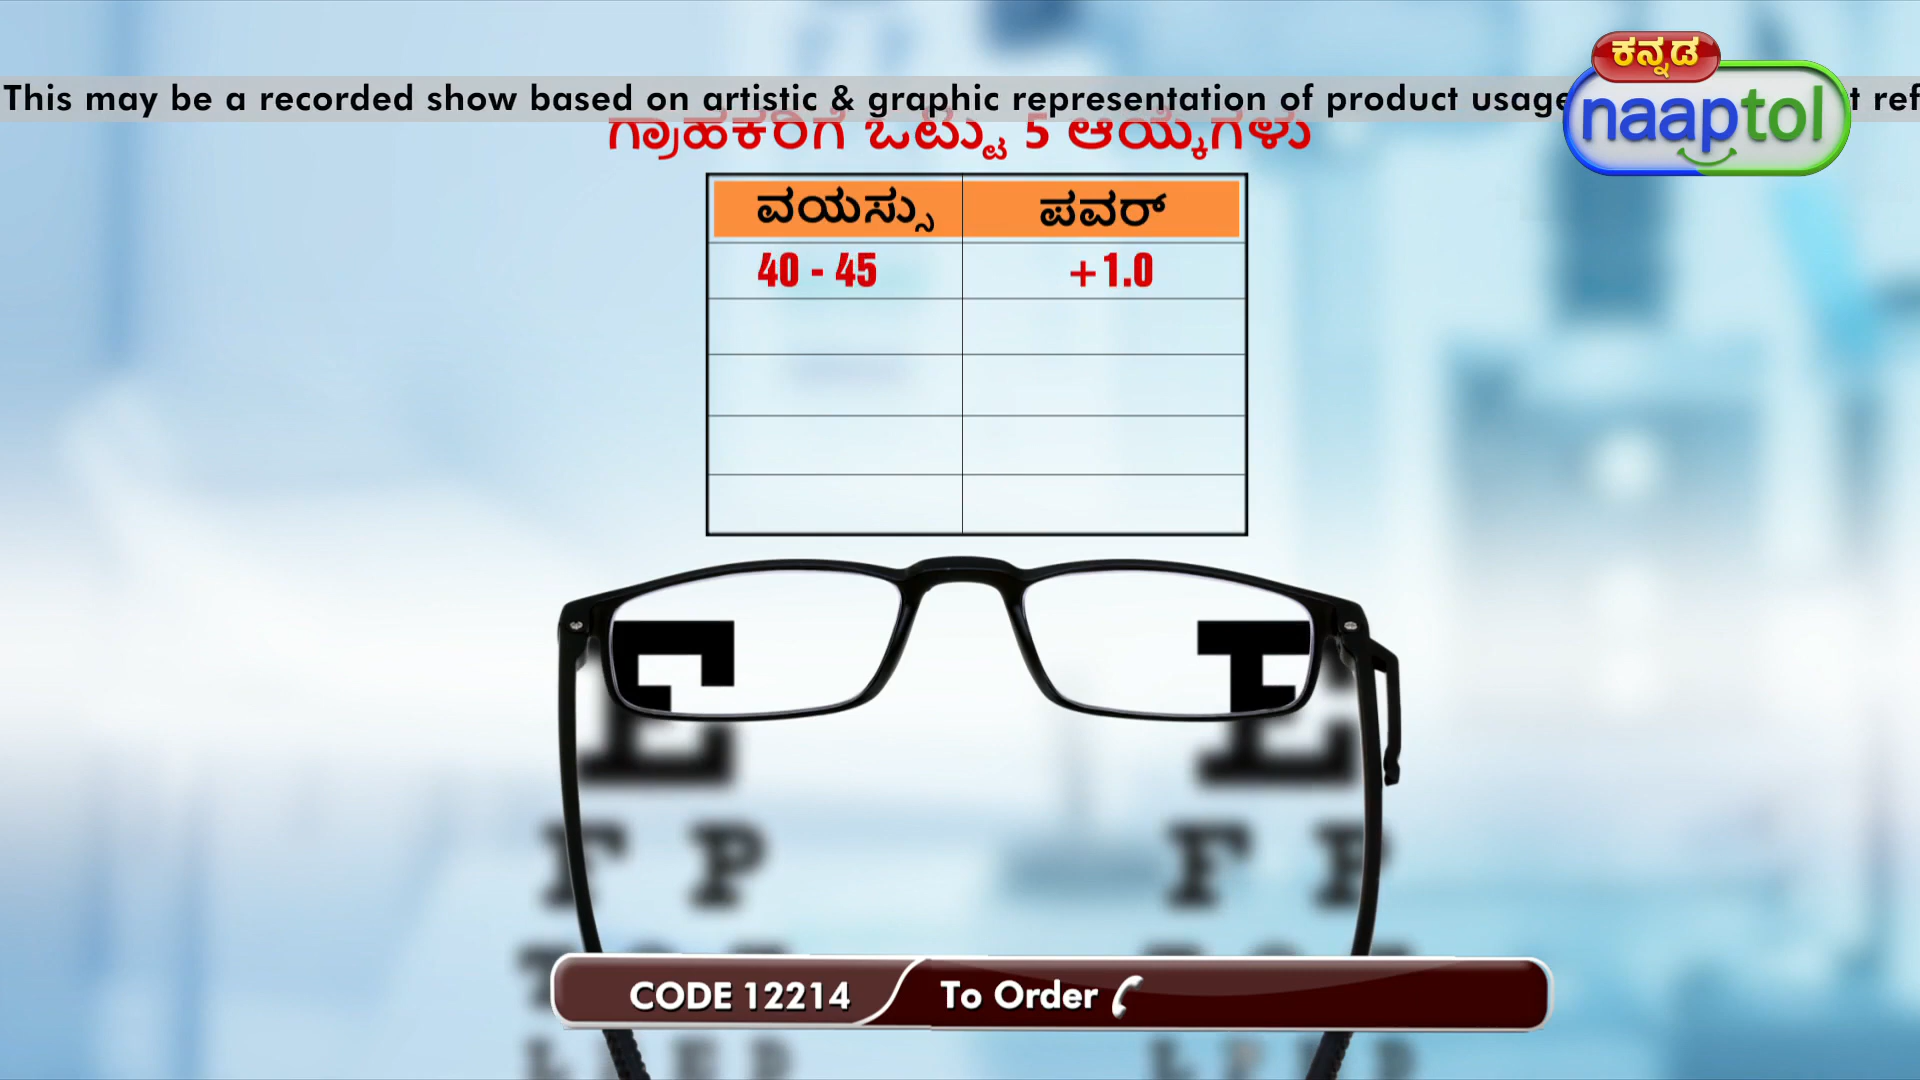 ಕನ್ನಡ
naaptol
This may be a recorded show based on artistic & graphic representation of product usage
ಗ್ರಾಹಕರಿಗೆ ಒಟ್ಟು 5 ಆಯ್ಕೆಗಳು
ವಯಸ್ಸು ಪವರ್
40 - 45 +1.0
E E
F P F P
CODE 12214 To Order